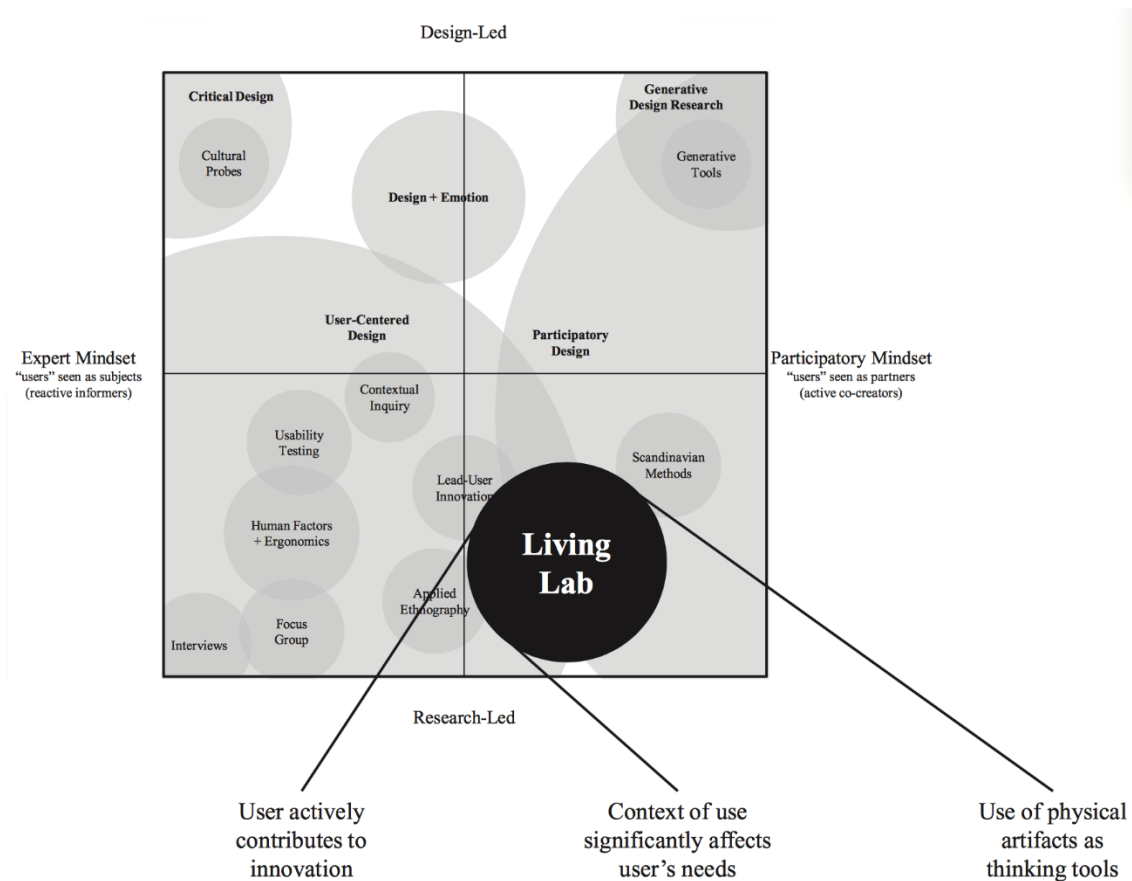 Design-Led
Critical Design
Generative
Design Research
Cultural
Probes
Generative
Tools
Design + Emotion
User-Centered
Design
Participatory
Design
Expert Mindset
“users” seen as subjects
(reactive informers)
Participatory Mindset
“users” seen as partners
(active co-creators)
Contextual
Inquiry
Usability
Testing
Lead-User
Innovation
Scandinavian
Methods
Human Factors
+ Ergonomics
Living
Lab
Applied
Ethnography
Focus
Group
Interviews
Research-Led
User actively
contributes to
innovation
Context of use
significantly affects
user’s needs
Use of physical
artifacts as
thinking tools